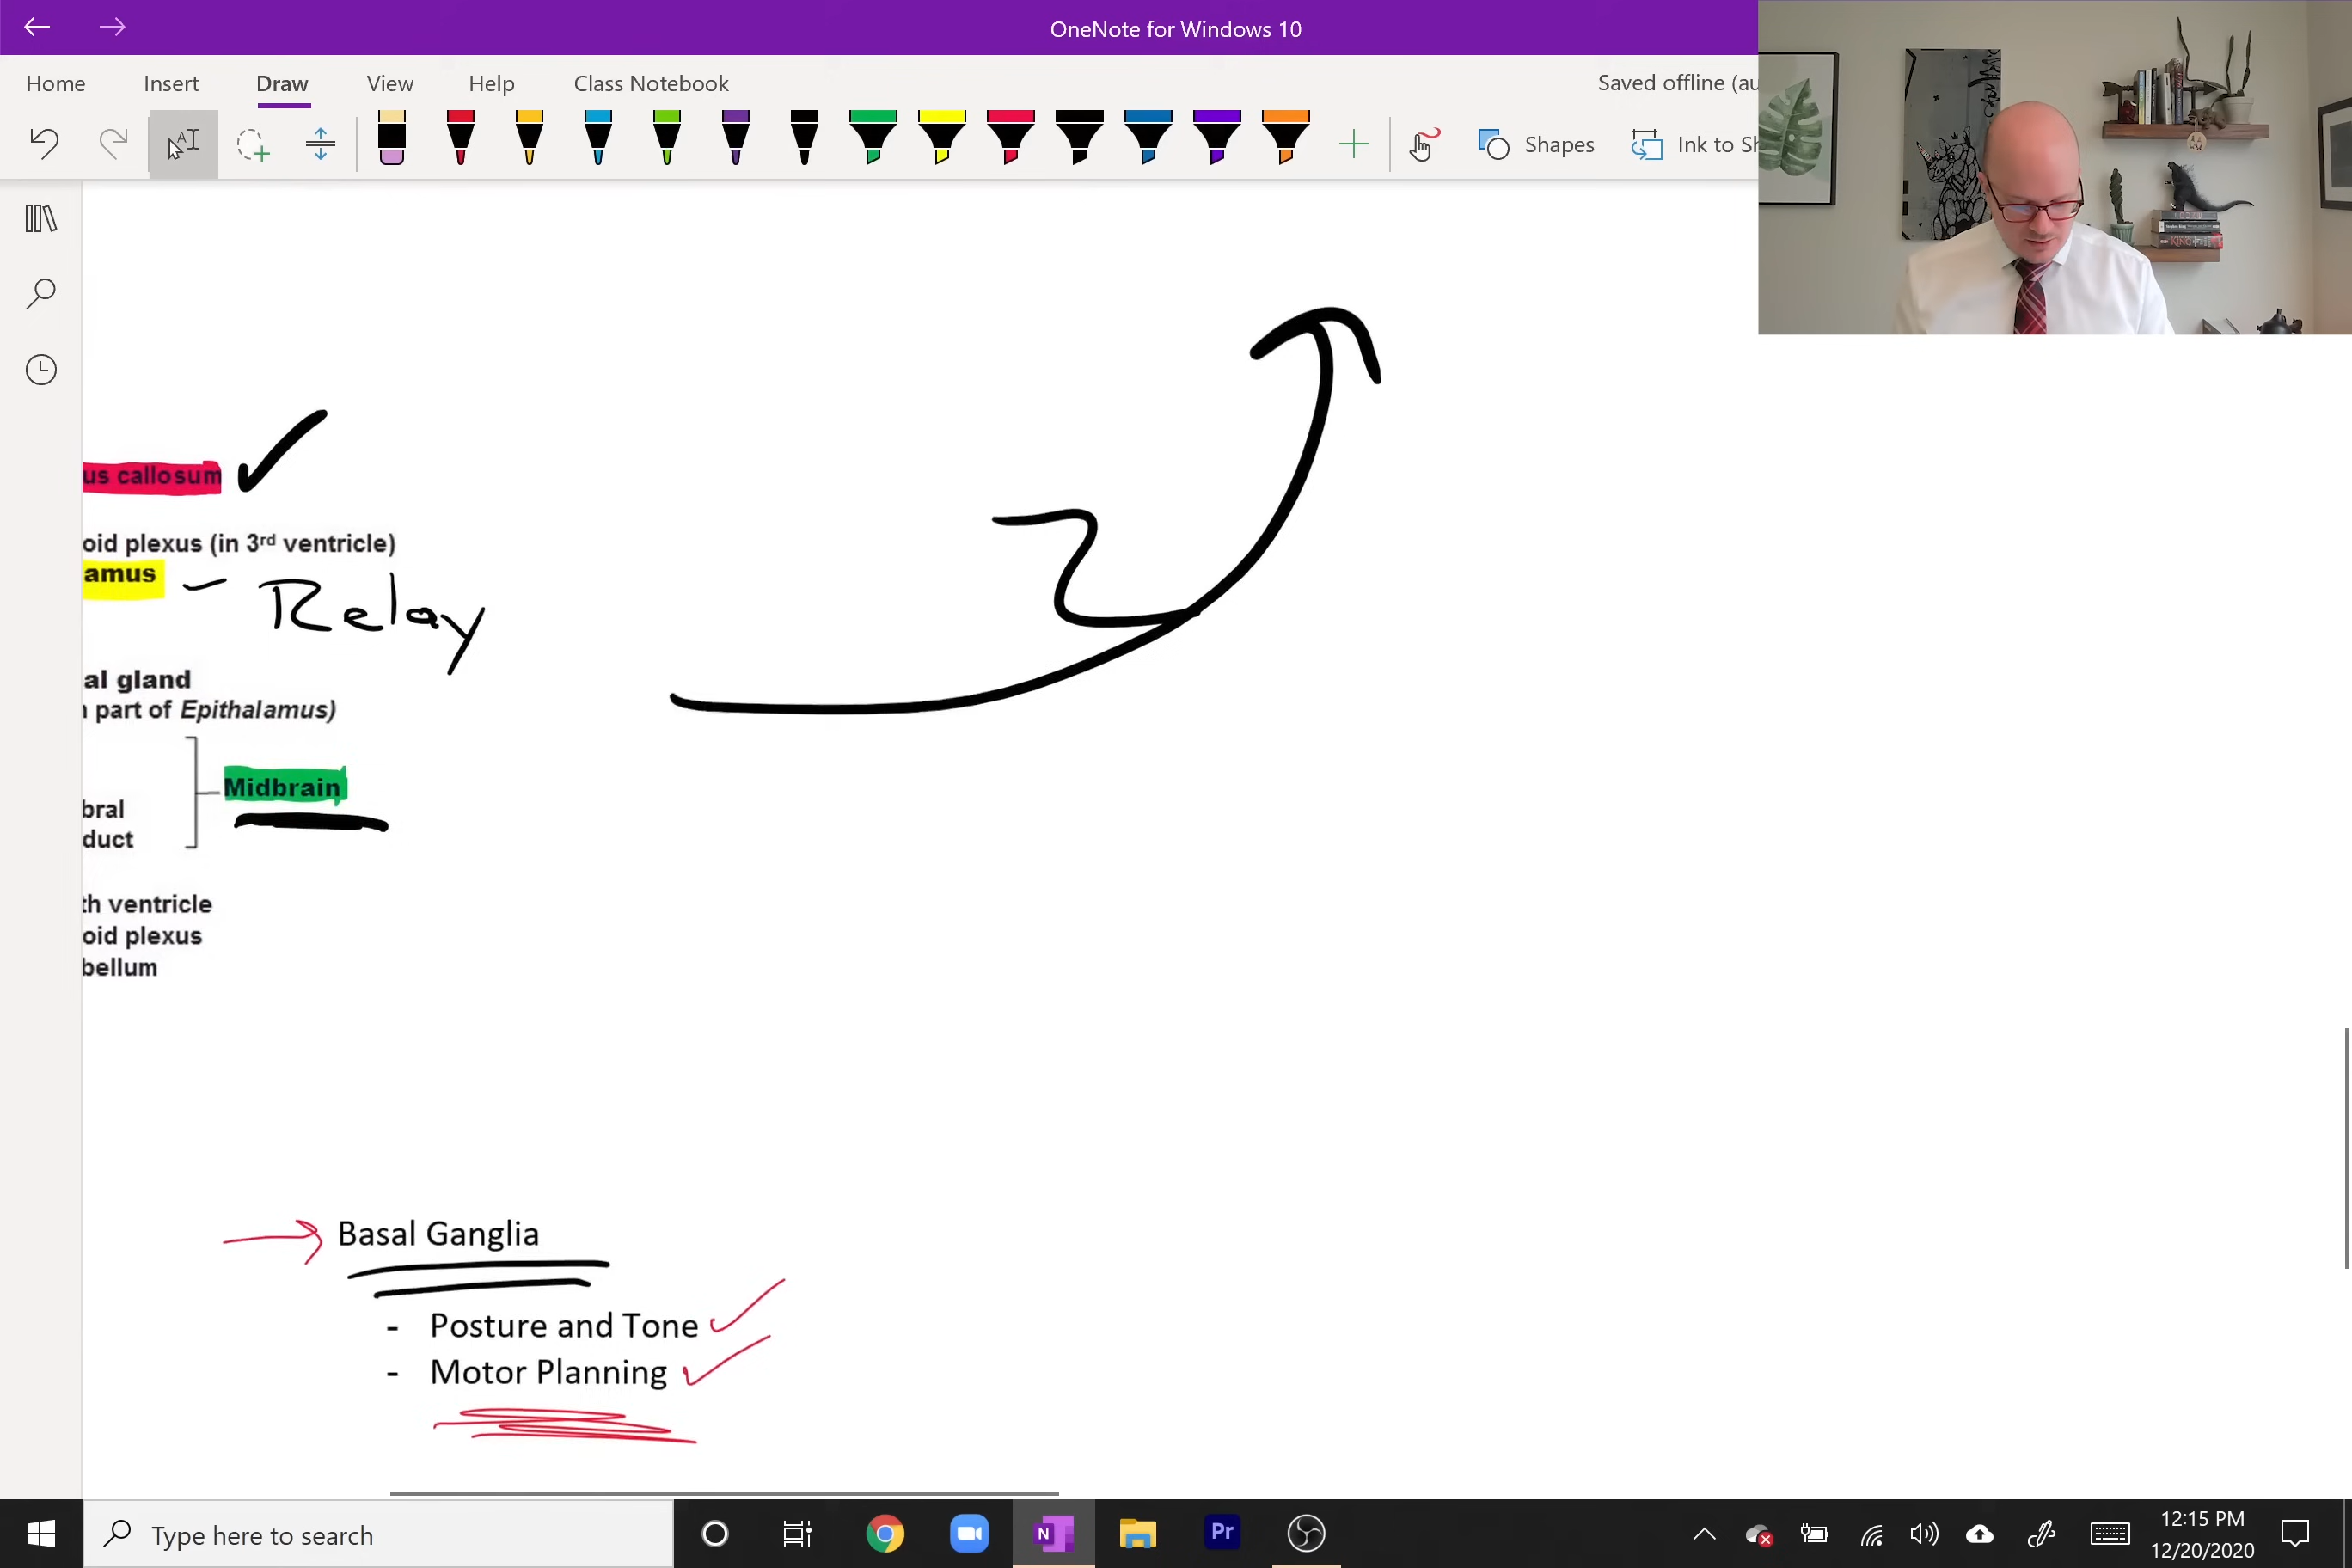 OneNote for Windows 10
Home Insert Draw View Help Class Notebook Saved offline (au
Shapes Ink to Sh
us callosum
oid plexus (in 3rd ventricle)
amus – Relay
al gland
n part of Epithalamus)
Midbrain
bral
duct
th ventricle
oid plexus
bellum
Basal Ganglia
- Posture and Tone
- Motor Planning
Type here to search
N
Pr
12:15 PM
12/20/2020
KING